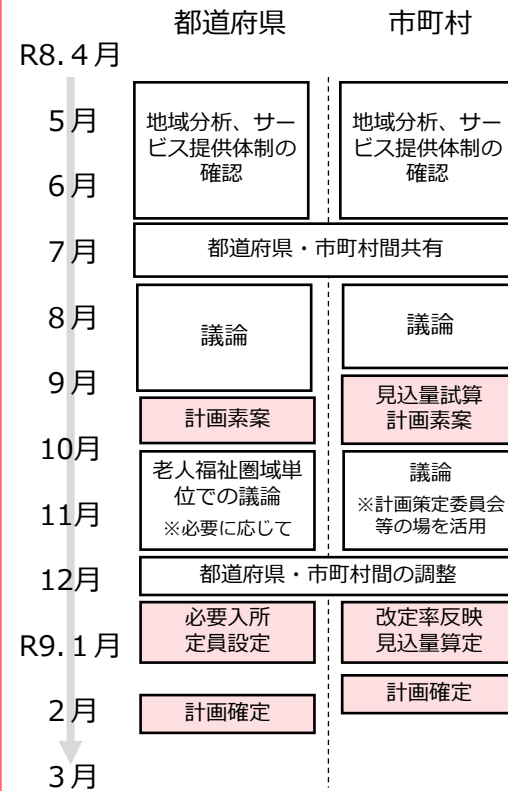 都道府県 市町村
R8.4月
5月
地域分析、サー
ビス提供体制の
確認
地域分析、サー
ビス提供体制の
確認
6月
7月
都道府県・市町村間共有
8月
議論
議論
9月
計画素案
見込量試算
計画素案
10月
老人福祉圏域単
位での議論
※必要に応じて
議論
※計画策定委員会
等の場を活用
11月
12月
都道府県・市町村間の調整
必要入所
定員設定
改定率反映
見込量算定
R9.1月
2月
計画確定
計画確定
3月